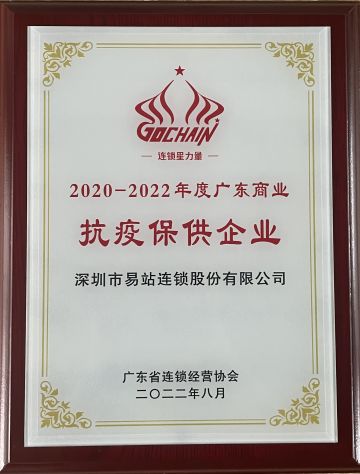 GOCHAIN
— 连锁星力量 —
2020-2022年度广东商业
抗疫保供企业
深圳市易站连锁股份有限公司
广东省连锁经营协会
二〇二二年八月